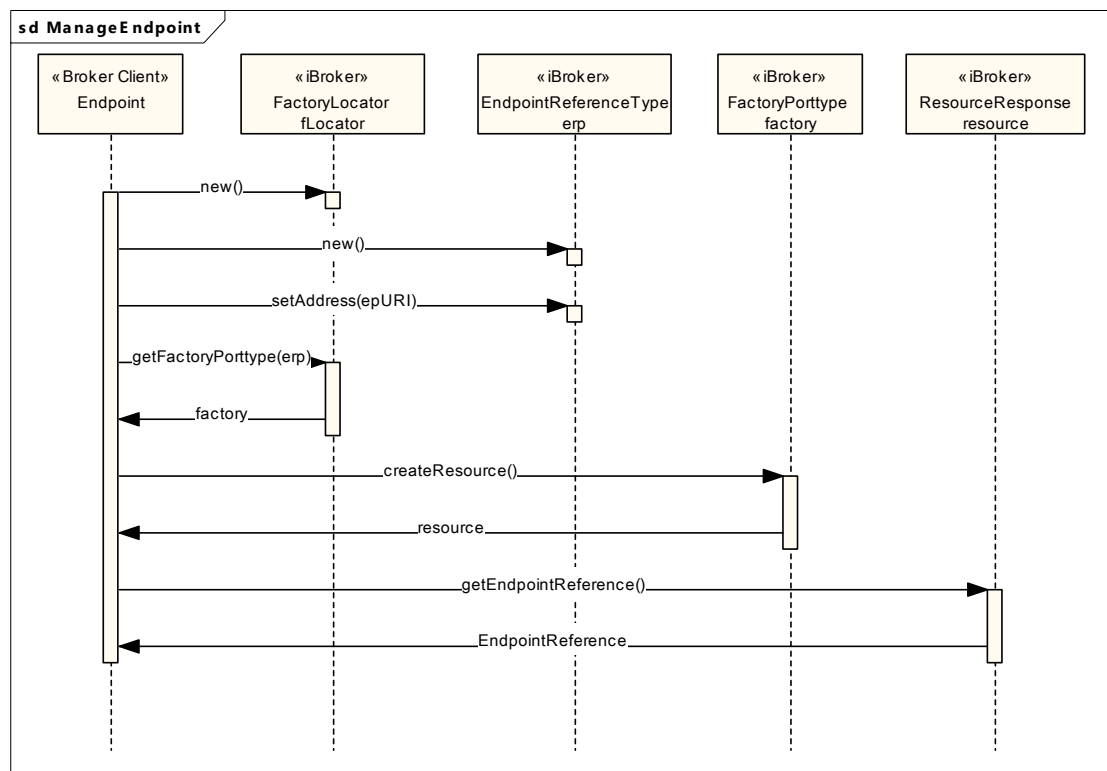 sd ManageEndpoint
«Broker Client»
Endpoint
«iBroker»
FactoryLocator
fLocator
«iBroker»
EndpointReferenceType
erp
«iBroker»
FactoryPorttype
factory
«iBroker»
ResourceResponse
resource
new()
new()
setAddress(epURI)
getFactoryPorttype(erp)
factory
createResource()
resource
getEndpointReference()
EndpointReference